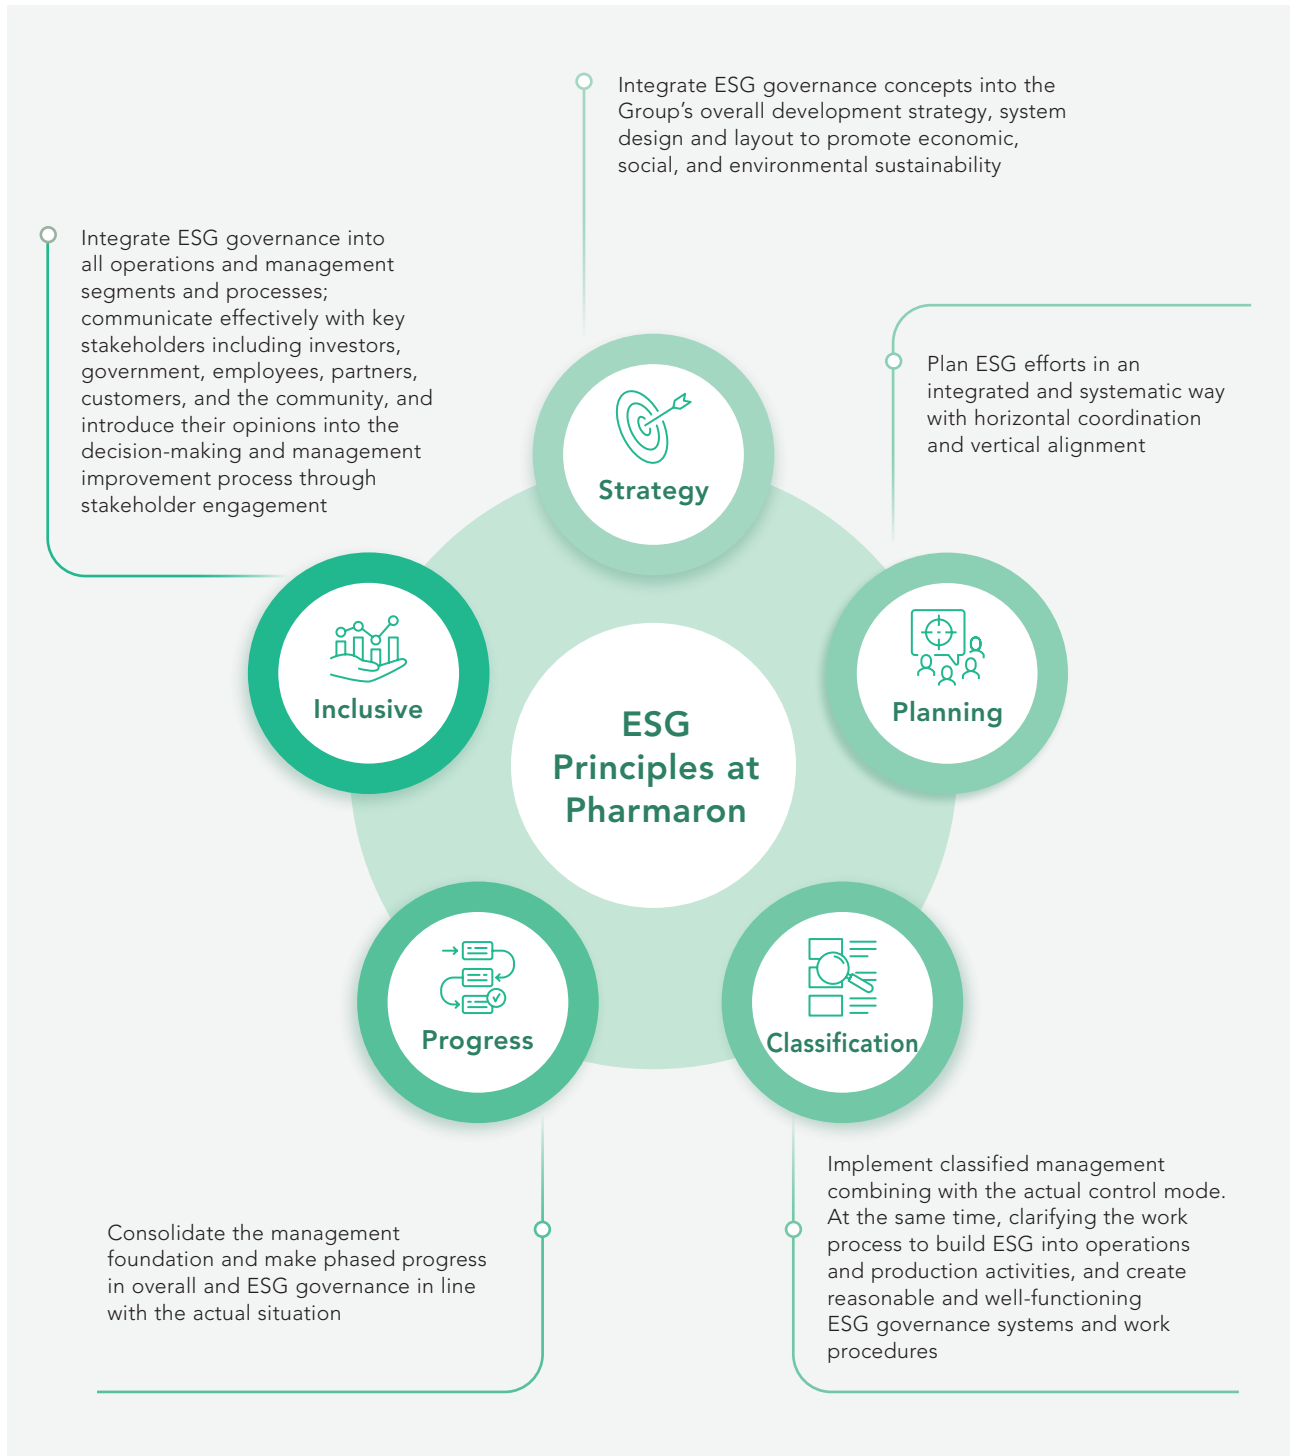 Integrate ESG governance concepts into the
Group's overall development strategy, system
design and layout to promote economic,
social, and environmental sustainability
Integrate ESG governance into
all operations and management
segments and processes;
communicate effectively with key
stakeholders including investors,
government, employees, partners,
customers, and the community, and
introduce their opinions into the
decision-making and management
improvement process through
stakeholder engagement
Plan ESG efforts in an
integrated and systematic way
with horizontal coordination
and vertical alignment
Strategy
Inclusive
Planning
ESG
Principles at
Pharmaron
Progress
Classification
Consolidate the management
foundation and make phased progress
in overall and ESG governance in line
with the actual situation
Implement classified management
combining with the actual control mode.
At the same time, clarifying the work
process to build ESG into operations
and production activities, and create
reasonable and well-functioning
ESG governance systems and work
procedures